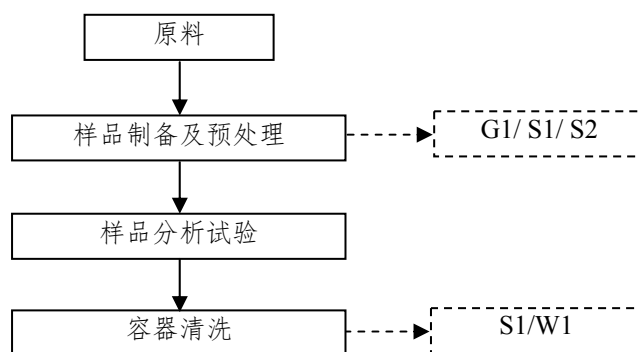 原料
样品制备及预处理
G1/ S1/ S2
样品分析试验
容器清洗
S1/W1